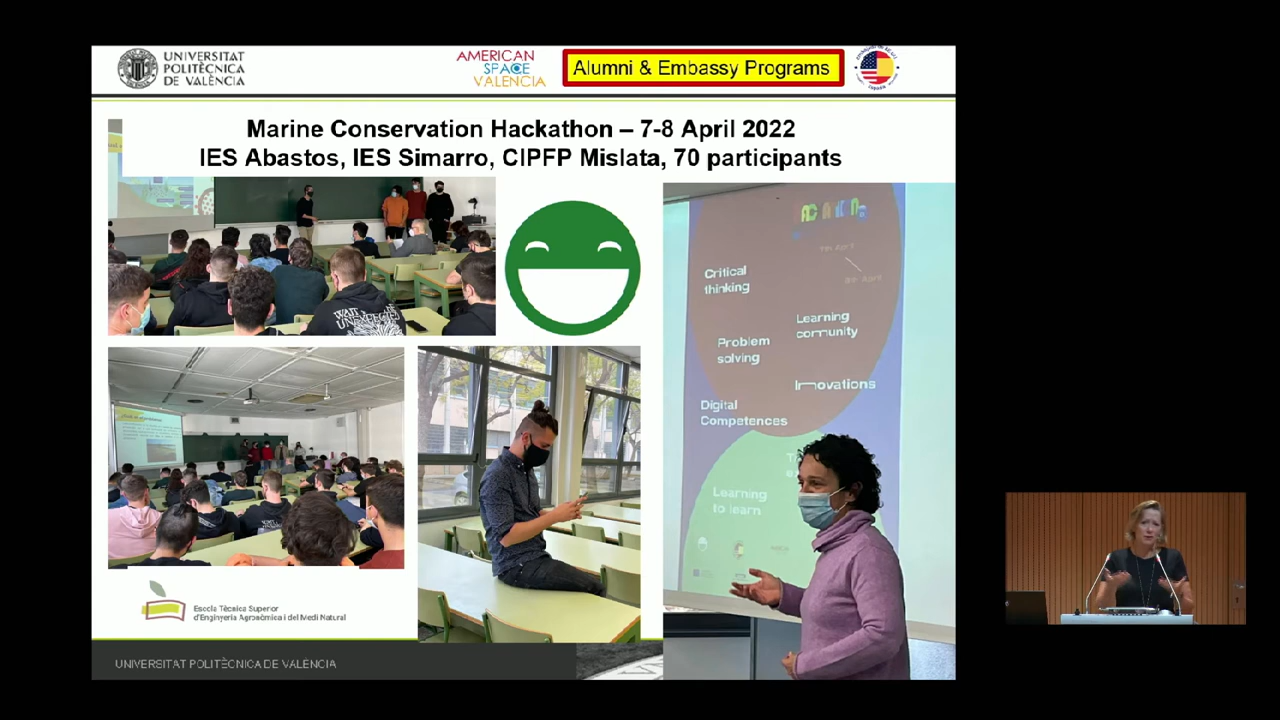 UNIVERSITAT
POLITÈCNICA
DE VALÈNCIA
AMERICAN
SPACE
VALENCIA
Alumni & Embassy Programs
Marine Conservation Hackathon – 7-8 April 2022
IES Abastos, IES Simarro, CIPFP Mislata, 70 participants
Critical
thinking
Learning
community
Problem
solving
Innovations
Digital
Competences
Learning
to learn
Escola Tècnica Superior
d'Enginyeria Agronòmica i del Medi Natural
UNIVERSITAT POLITÈCNICA DE VALÈNCIA